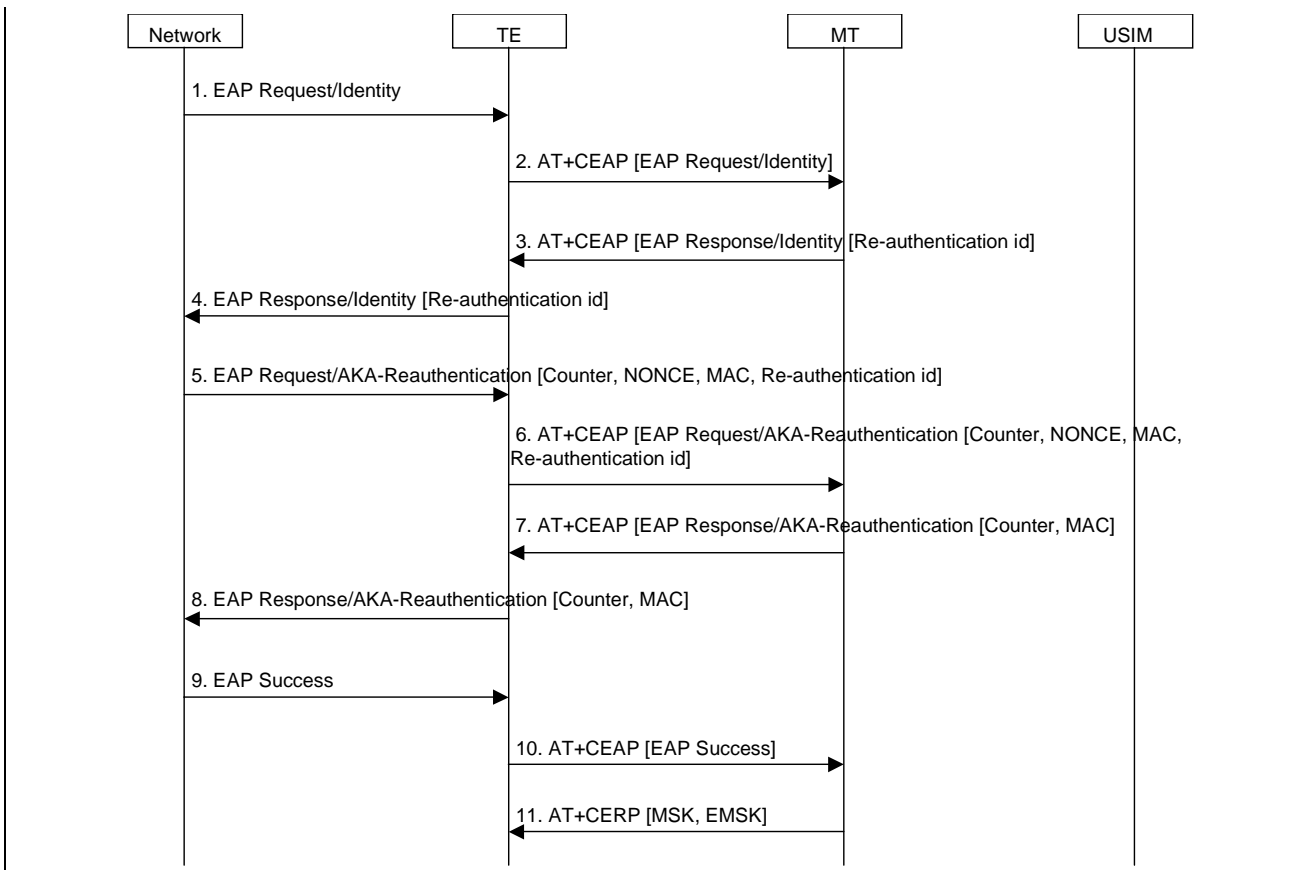 Network
TE
MT
USIM
1. EAP Request/Identity
2. AT+CEAP [EAP Request/Identity]
3. AT+CEAP [EAP Response/Identity [Re-authentication id]
4. EAP Response/Identity [Re-authentication id]
5. EAP Request/AKA-Reauthentication [Counter, NONCE, MAC, Re-authentication id]
6. AT+CEAP [EAP Request/AKA-Reauthentication [Counter, NONCE, MAC,
Re-authentication id]
7. AT+CEAP [EAP Response/AKA-Reauthentication [Counter, MAC]
8. EAP Response/AKA-Reauthentication [Counter, MAC]
9. EAP Success
10. AT+CEAP [EAP Success]
11. AT+CERP [MSK, EMSK]